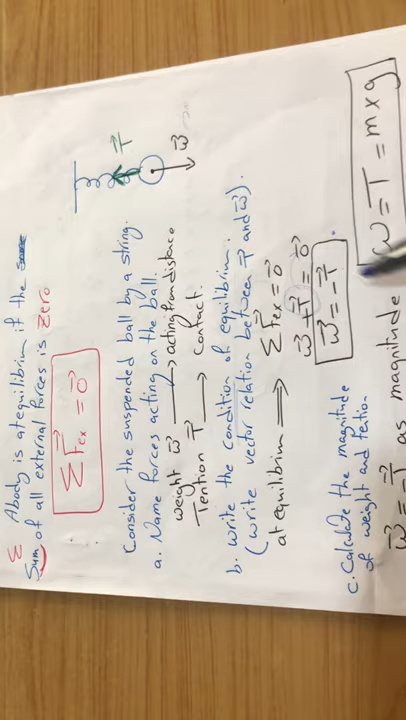 Σ A body is at equilibrium if the
Sum of all external forces is Zero
ΣF⃗ex = 0⃗
T⃗
w⃗
Consider the suspended ball by a string.
a. Name forces acting on the ball.
weight w⃗ → acting from distance
Tention T⃗ → contact.
b. Write the condition of equilibrium.
(write vector relation between T⃗ and w⃗).
at equilibrium ⟹ ΣF⃗ex = 0⃗
w⃗ + T⃗ = 0⃗
w⃗ = -T⃗
c. Calculate the magnitude
of weight and tention
w⃗ = -T⃗ as magnitude
w = T = m x g